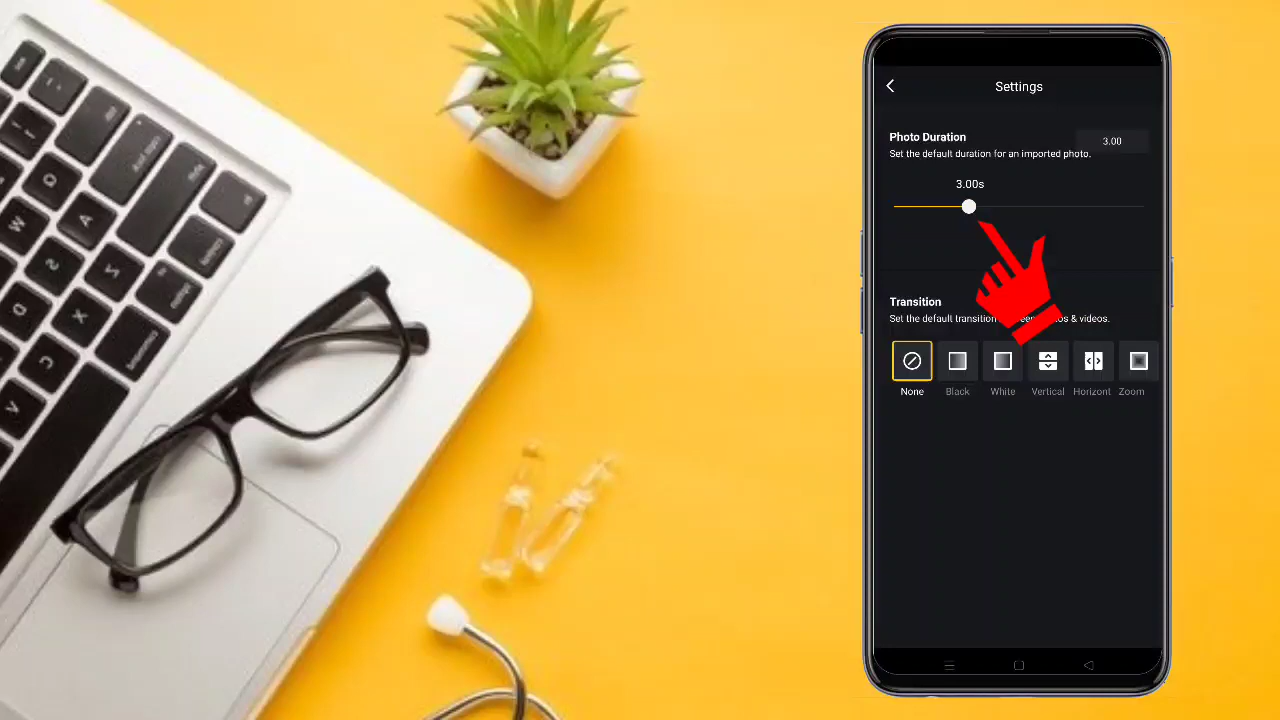 Settings
Photo Duration
3.00
Set the default duration for an imported photo.
3.00s
Transition
Set the default transition & videos.
None
Black
White
Vertical
Horizont
Zoom